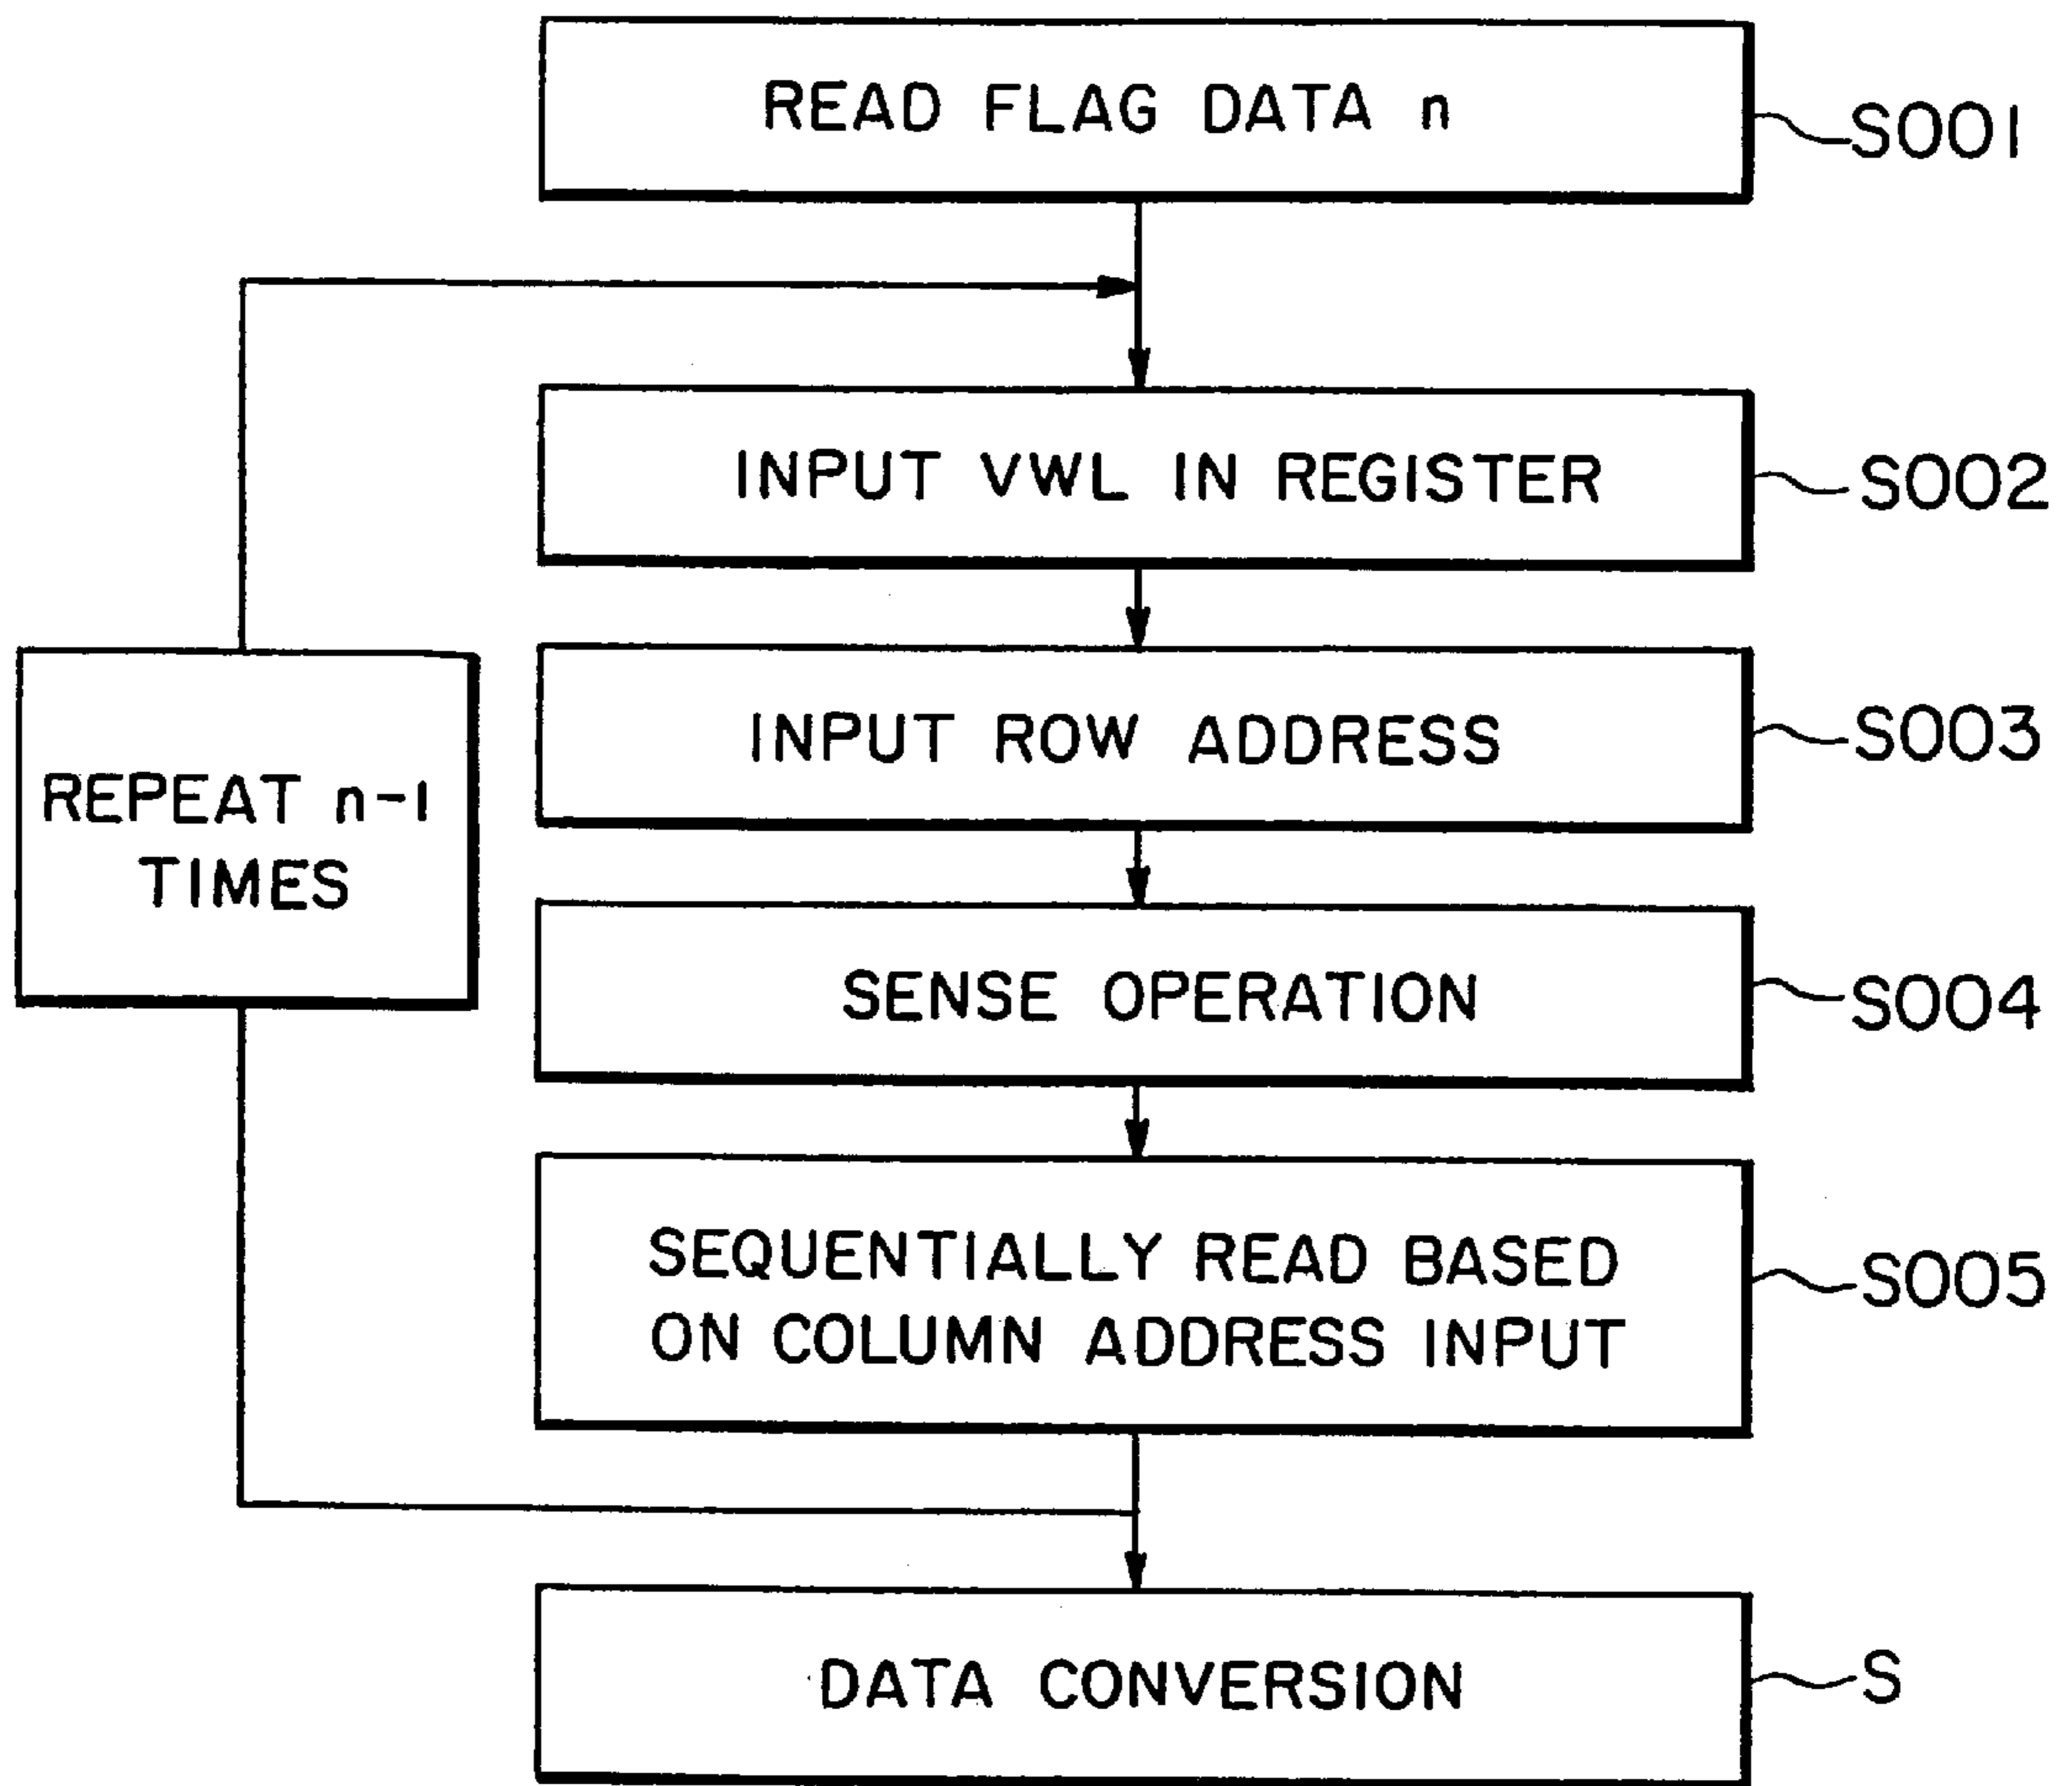 READ FLAG DATA n
S001
INPUT VWL IN REGISTER
S002
INPUT ROW ADDRESS
S003
REPEAT n-1
TIMES
SENSE OPERATION
S004
SEQUENTIALLY READ BASED
ON COLUMN ADDRESS INPUT
S005
DATA CONVERSION
S